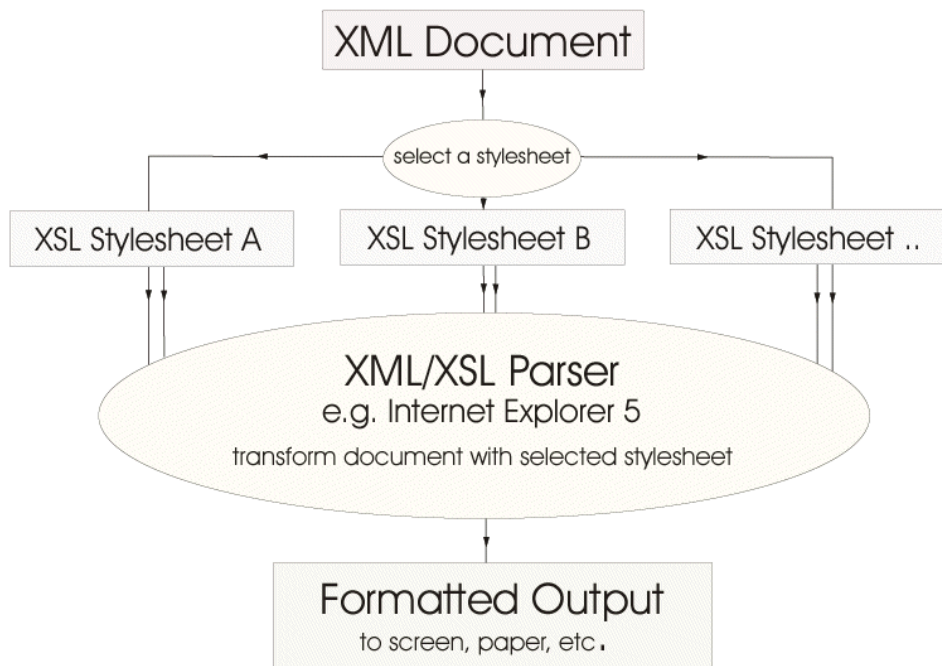 XML Document
select a stylesheet
XSL Stylesheet A
XSL Stylesheet B
XSL Stylesheet ..
XML/XSL Parser
e.g. Internet Explorer 5
transform document with selected stylesheet
Formatted Output
to screen, paper, etc.